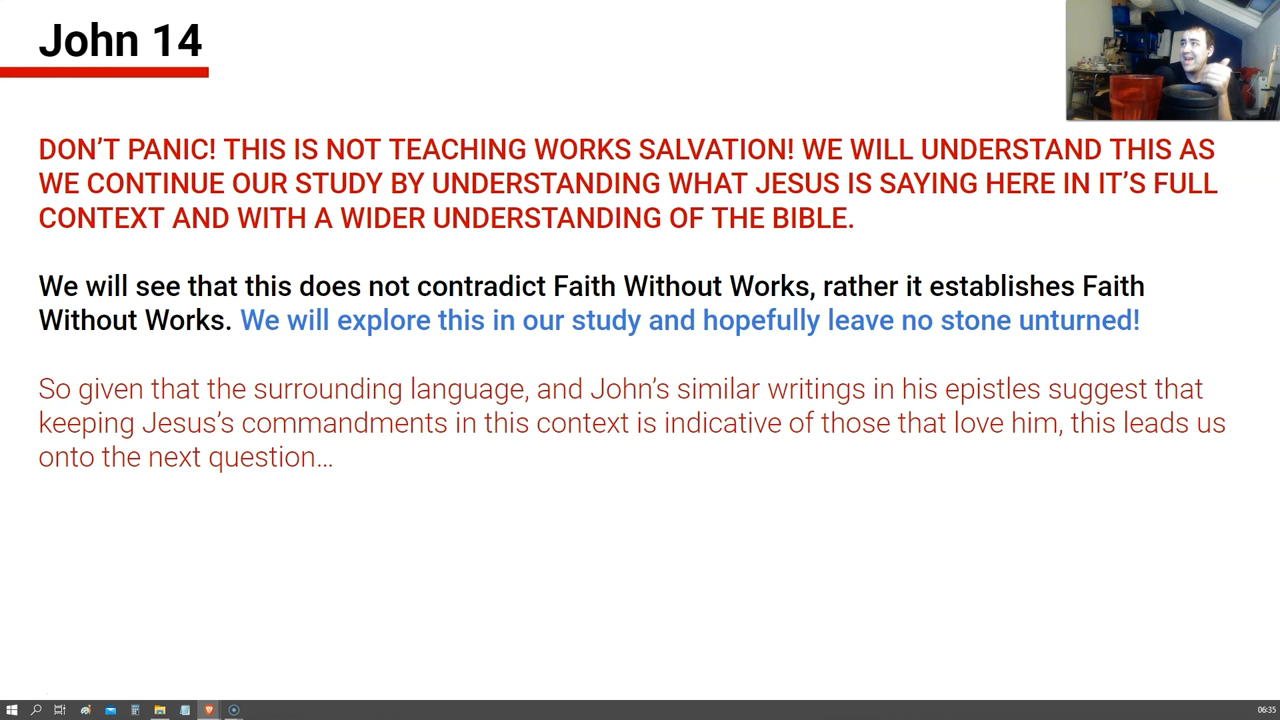 John 14
DON’T PANIC! THIS IS NOT TEACHING WORKS SALVATION! WE WILL UNDERSTAND THIS AS
WE CONTINUE OUR STUDY BY UNDERSTANDING WHAT JESUS IS SAYING HERE IN IT’S FULL
CONTEXT AND WITH A WIDER UNDERSTANDING OF THE BIBLE.
We will see that this does not contradict Faith Without Works, rather it establishes Faith
Without Works. We will explore this in our study and hopefully leave no stone unturned!
So given that the surrounding language, and John’s similar writings in his epistles suggest that
keeping Jesus’s commandments in this context is indicative of those that love him, this leads us
onto the next question…
06:35